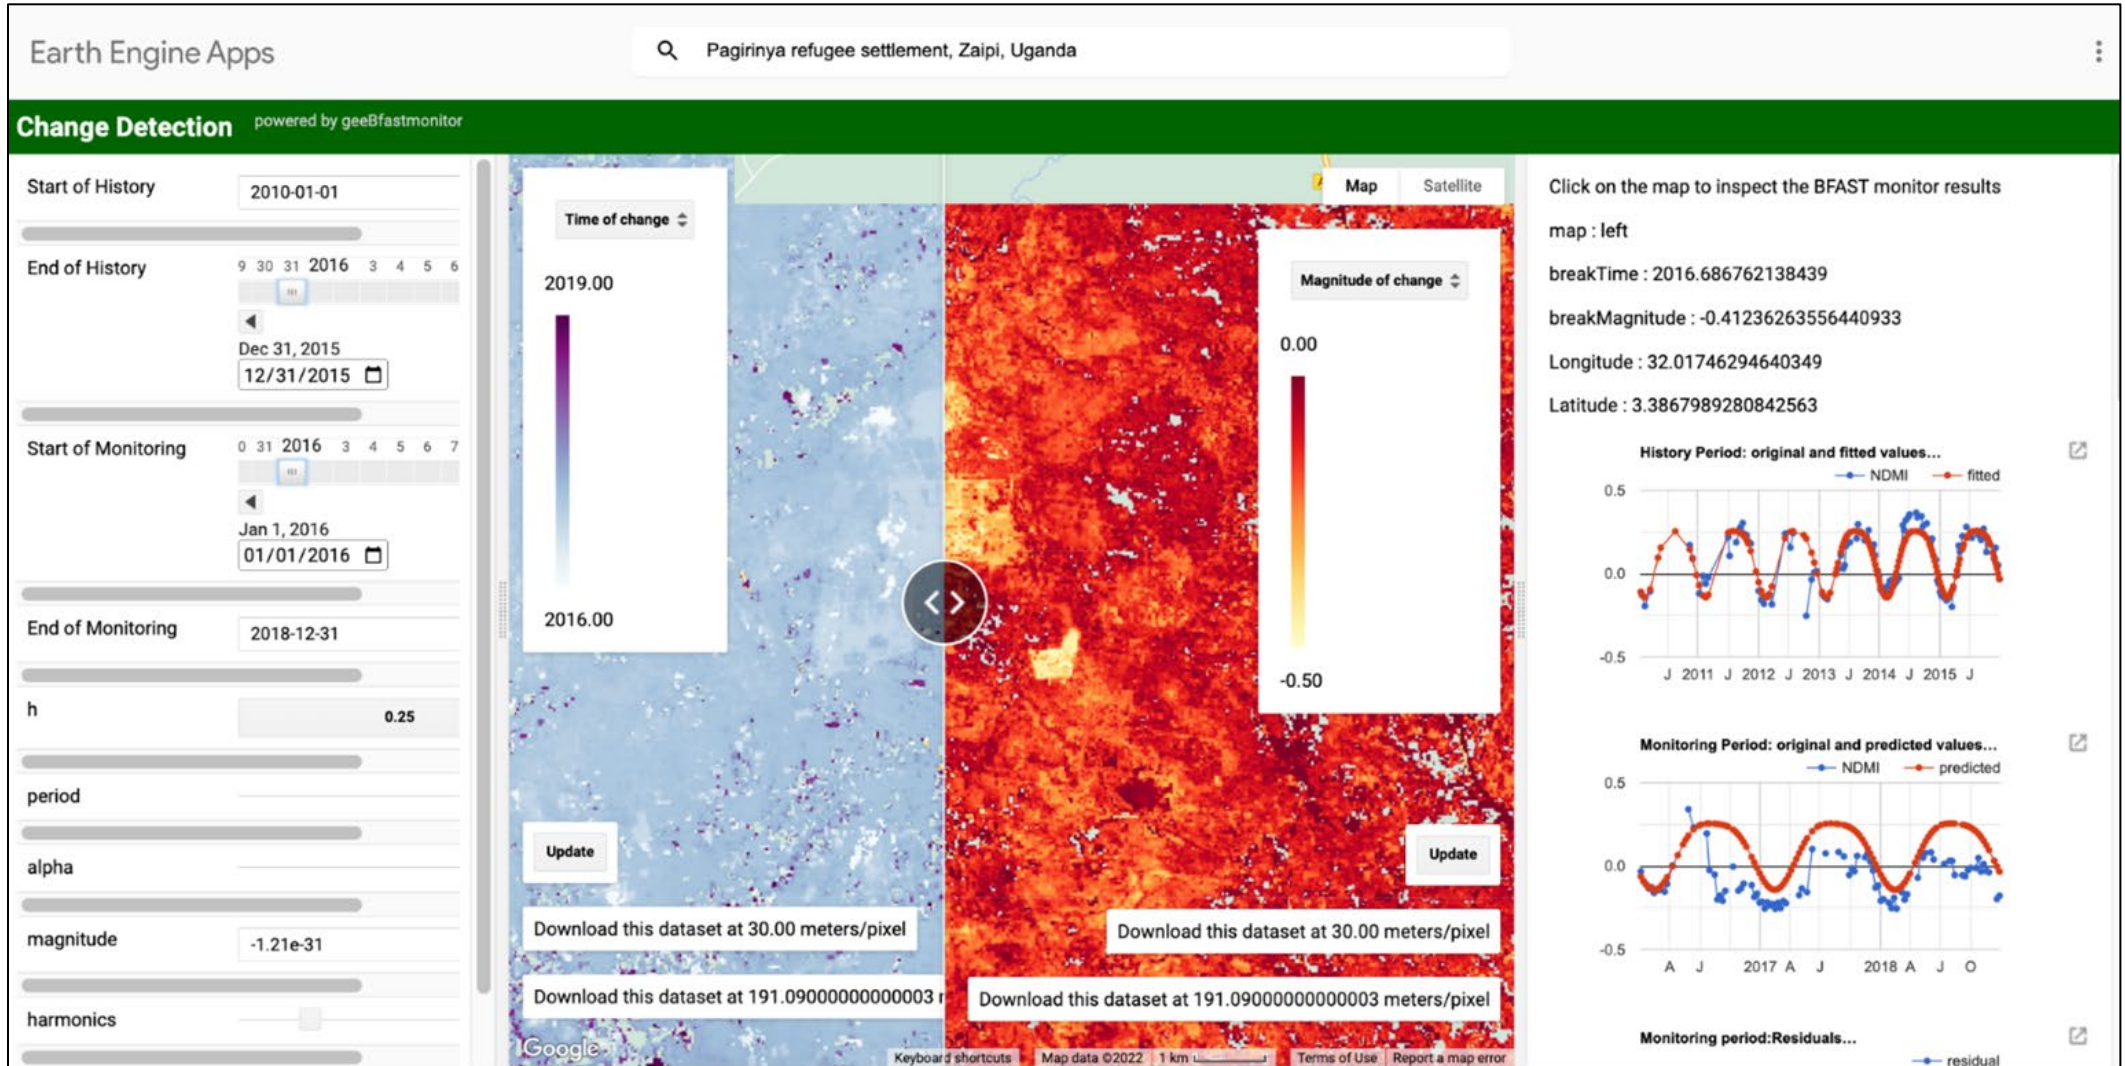 Earth Engine Apps
Pagirinya refugee settlement, Zaipi, Uganda
Change Detection powered by geeBfastmonitor
Start of History
2010-01-01
End of History
9 30 31 2016 3 4 5 6
Dec 31, 2015
12/31/2015
Start of Monitoring
0 31 2016 3 4 5 6 7
Jan 1, 2016
01/01/2016
End of Monitoring
2018-12-31
h
0.25
period
alpha
magnitude
-1.21e-31
harmonics
Time of change
2019.00
2016.00
Update
Download this dataset at 30.00 meters/pixel
Download this dataset at 191.09000000000003 r
Google
Map Satellite
Magnitude of change
0.00
-0.50
Update
Download this dataset at 30.00 meters/pixel
Download this dataset at 191.09000000000003 meters/pixel
Keyboard shortcuts Map data ©2022 1 km Terms of Use Report a map error
Click on the map to inspect the BFAST monitor results
map : left
breakTime : 2016.686762138439
breakMagnitude : -0.41236263556440933
Longitude : 32.01746294640349
Latitude : 3.3867989280842563
History Period: original and fitted values...
NDMI fitted
0.5
0.0
-0.5
J 2011 J 2012 J 2013 J 2014 J 2015 J
Monitoring Period: original and predicted values...
NDMI predicted
0.5
0.0
-0.5
A J 2017 A J 2018 A J O
Monitoring period:Residuals...
residual